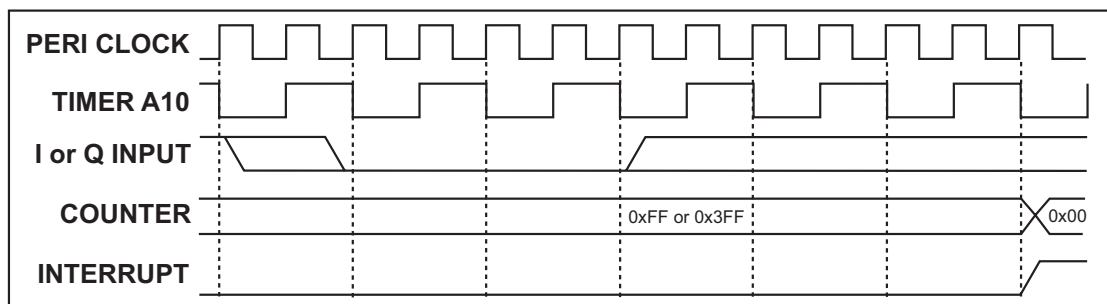 PERI CLOCK
TIMER A10
I or Q INPUT
COUNTER
0xFF or 0x3FF
0x00
INTERRUPT